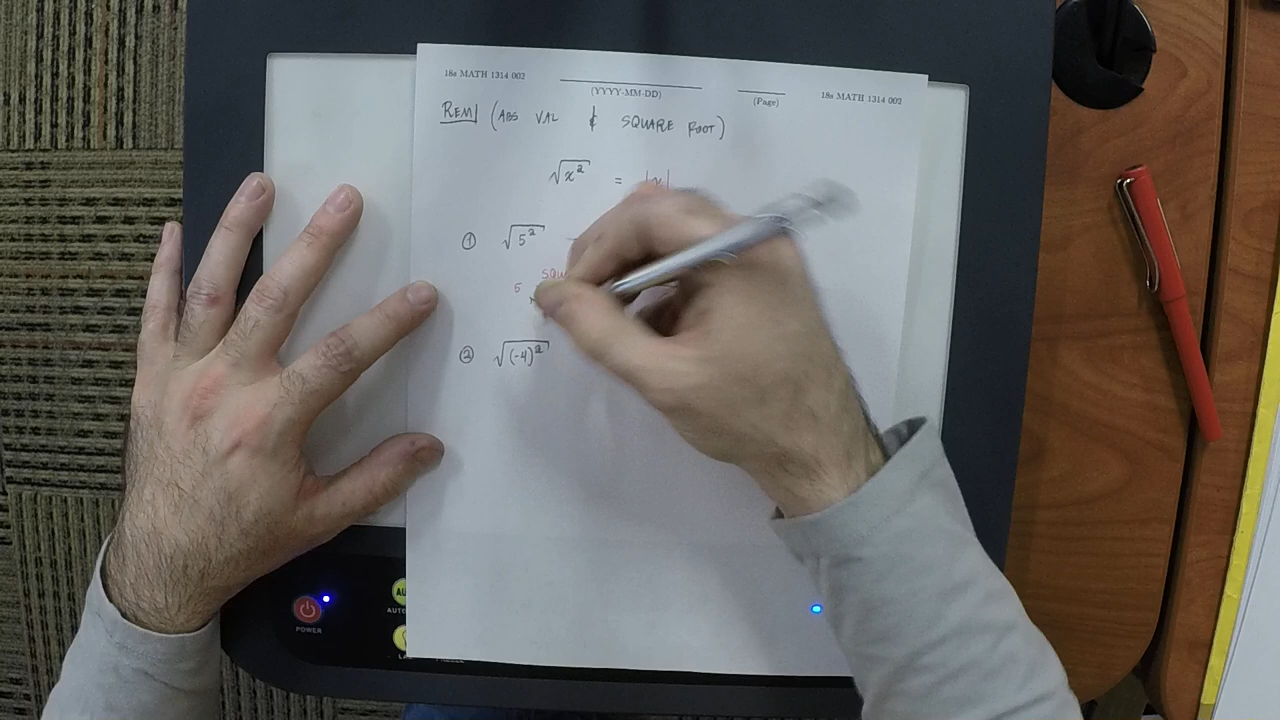 18s MATH 1314 002
(YYYY-MM-DD)
(Page)
18s MATH 1314 002
REM (ABS VAL & SQUARE ROOT)
√x² = |x|
① √5²
5
② √(-4)²
POWER